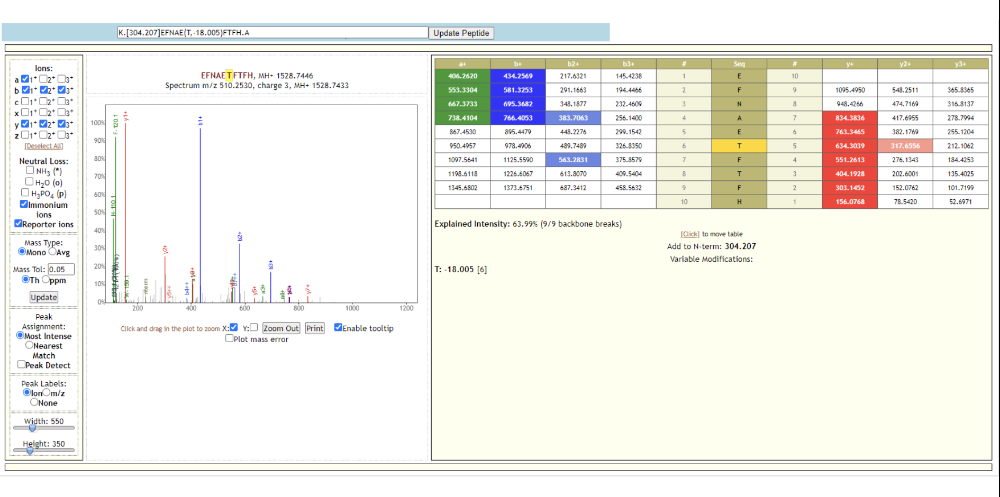 K.[304.207]EFNAE(T,-18.005)FTFH.A Update Peptide
Ions:
a 1+ 2+ 3+
b 1+ 2+ 3+
c 1+ 2+ 3+
x 1+ 2+ 3+
y 1+ 2+ 3+
z 1+ 2+ 3+
[Deselect All]
Neutral Loss:
NH3 (*)
H2O (o)
H3PO4 (p)
Immonium
ions
Reporter ions
Mass Type:
Mono Avg
Mass Tol: 0.05
Th ppm
Update
Peak
Assignment:
Most Intense
Nearest
Match
Peak Detect
Peak Labels:
Ion m/z
None
Width: 550
Height: 350
EFNAETFTFH, MH+ 1528.7446
Spectrum m/z 510.2530, charge 3, MH+ 1528.7433
100%
90%
80%
70%
60%
50%
40%
30%
20%
10%
0%
200 400 600 800 1000 1200
H-110.1
F-120.1
y1+
W-159.1
nterm
y2+
y5++
b4++
b1+
b2+
b7++
y5+
a3+
b3+
a4+
y7+
Click and drag in the plot to zoom X: Y: Zoom Out Print Enable tooltip
Plot mass error
a+ b+ b2+ b3+ # Seq # y+ y2+ y3+
406.2620 434.2569 217.6321 145.4238 1 E 10
553.3304 581.3253 291.1663 194.4466 2 F 9 1095.4950 548.2511 365.8365
667.3733 695.3682 348.1877 232.4609 3 N 8 948.4266 474.7169 316.8137
738.4104 766.4053 383.7063 256.1400 4 A 7 834.3836 417.6955 278.7994
867.4530 895.4479 448.2276 299.1542 5 E 6 763.3465 382.1769 255.1204
950.4957 978.4906 489.7489 326.8350 6 T 5 634.3039 317.6556 212.1062
1097.5641 1125.5590 563.2831 375.8579 7 F 4 551.2613 276.1343 184.4253
1198.6118 1226.6067 613.8070 409.5404 8 T 3 404.1928 202.6001 135.4025
1345.6802 1373.6751 687.3412 458.5632 9 F 2 303.1452 152.0762 101.7199
10 H 1 156.0768 78.5420 52.6971
Explained Intensity: 63.99% (9/9 backbone breaks)
[Click] to move table
Add to N-term: 304.207
Variable Modifications:
T: -18.005 [6]